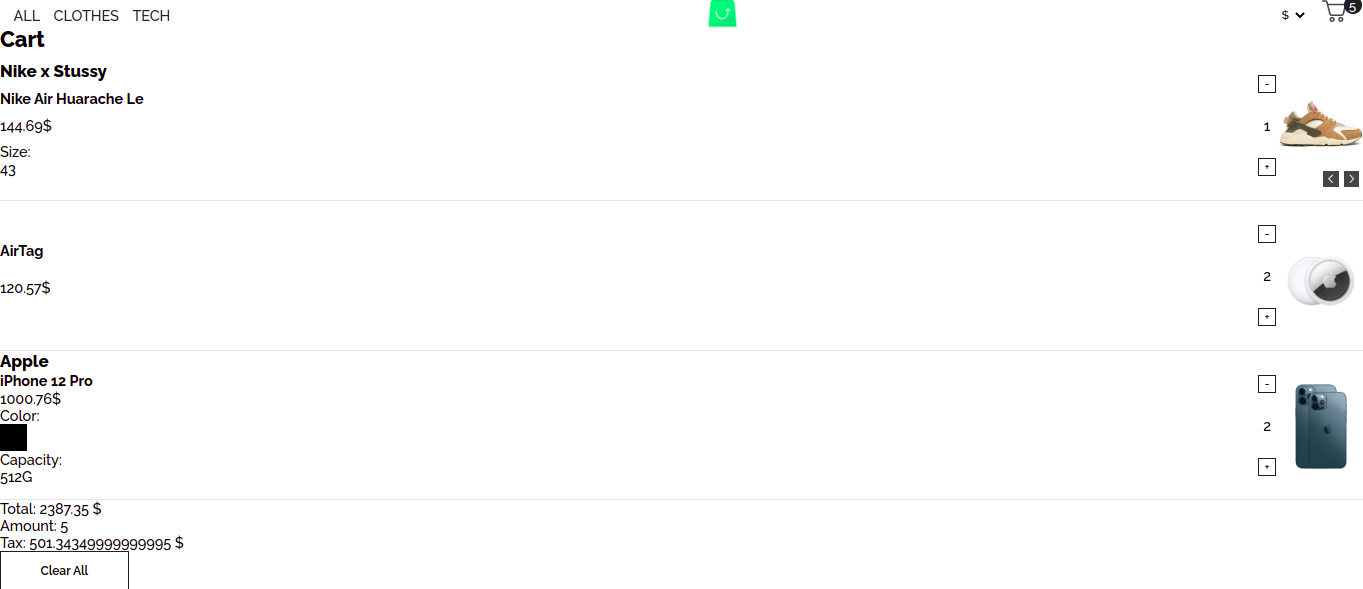 ALL CLOTHES TECH $ 5
Cart
Nike x Stussy
Nike Air Huarache Le
144.69$
Size:
43
-
1
+
AirTag
120.57$
-
2
+
Apple
iPhone 12 Pro
1000.76$
Color:
Capacity:
512G
-
2
+
Total: 2387.35 $
Amount: 5
Tax: 501.34349999999995 $
Clear All